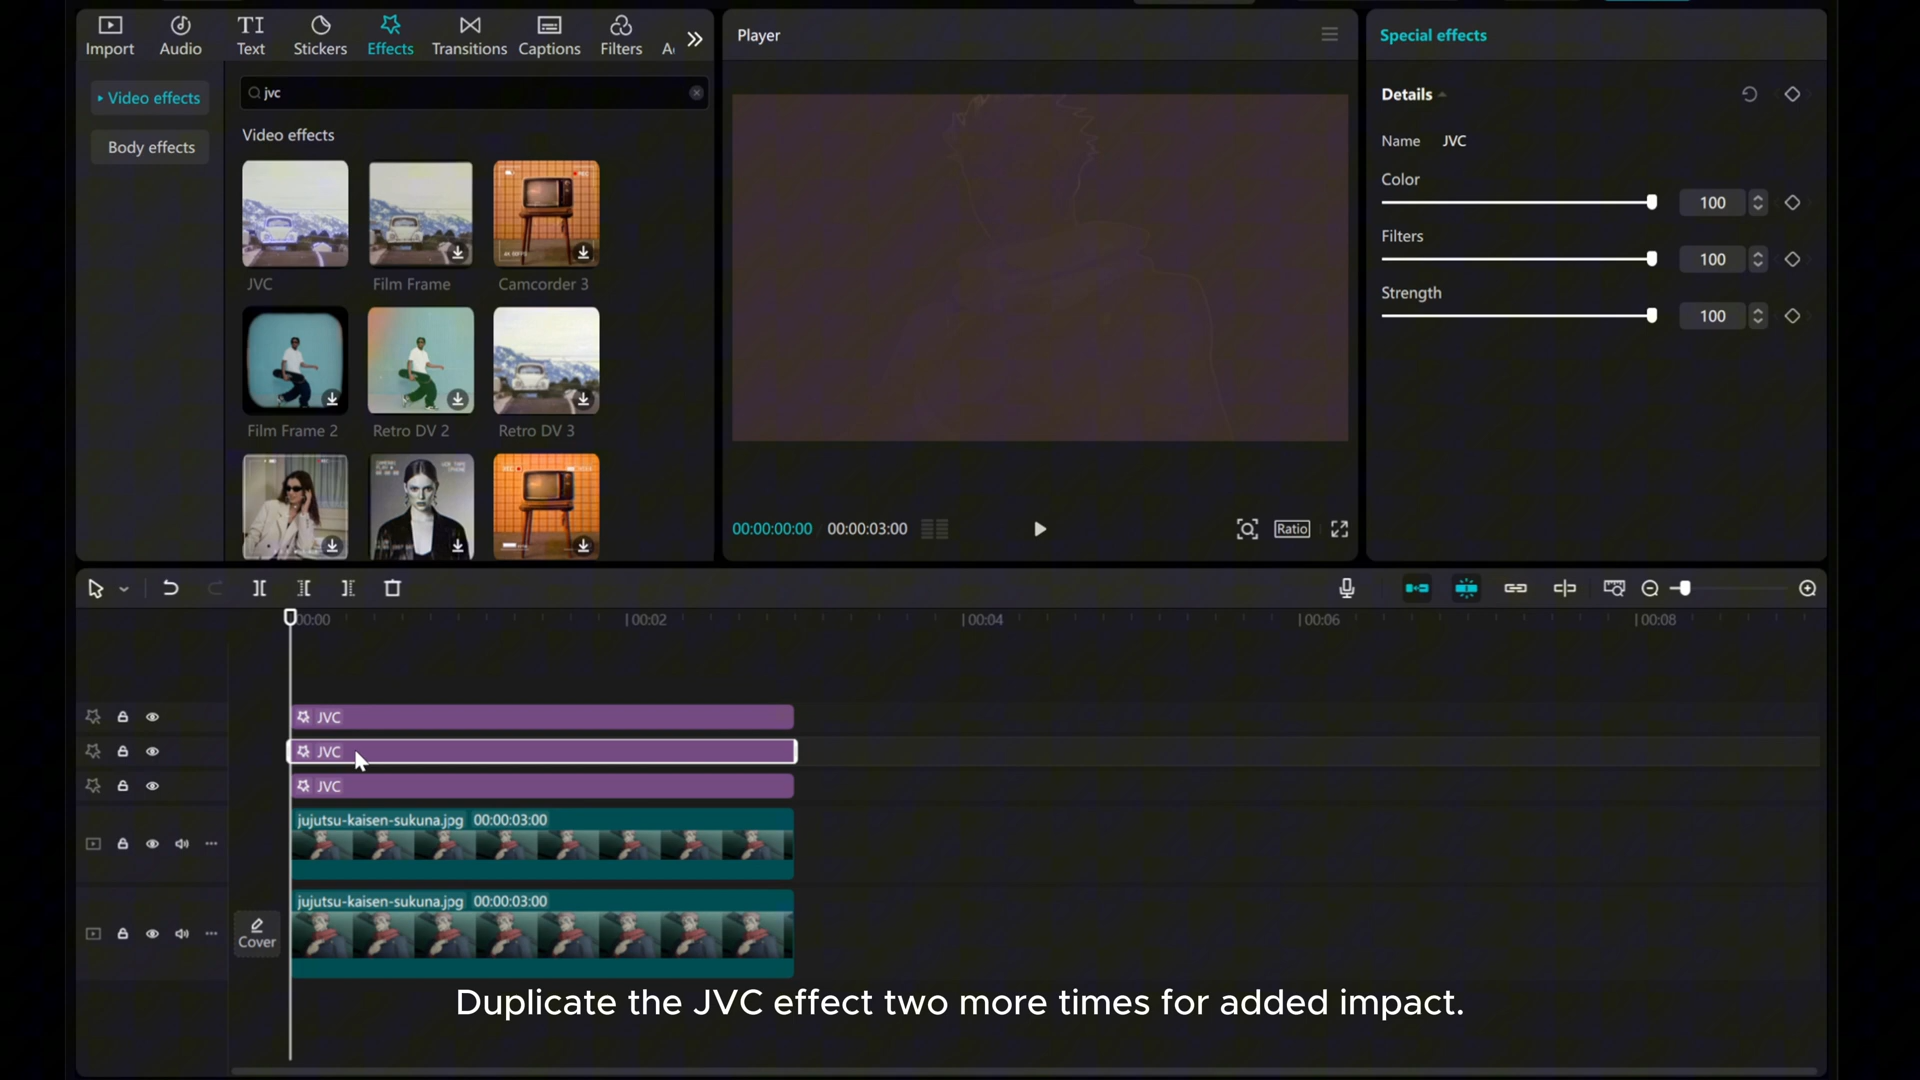 Import
Audio
Text
Stickers
Effects
Transitions
Captions
Filters
Player
Special effects
Video effects
Body effects
jvc
Video effects
JVC
Film Frame
Camcorder 3
Film Frame 2
Retro DV 2
Retro DV 3
00:00:00:00
00:00:03:00
Ratio
Details
Name JVC
Color
100
Filters
100
Strength
100
00:00
00:02
00:04
00:06
00:08
JVC
JVC
JVC
jujutsu-kaisen-sukuna.jpg 00:00:03:00
jujutsu-kaisen-sukuna.jpg 00:00:03:00
Cover
Duplicate the JVC effect two more times for added impact.